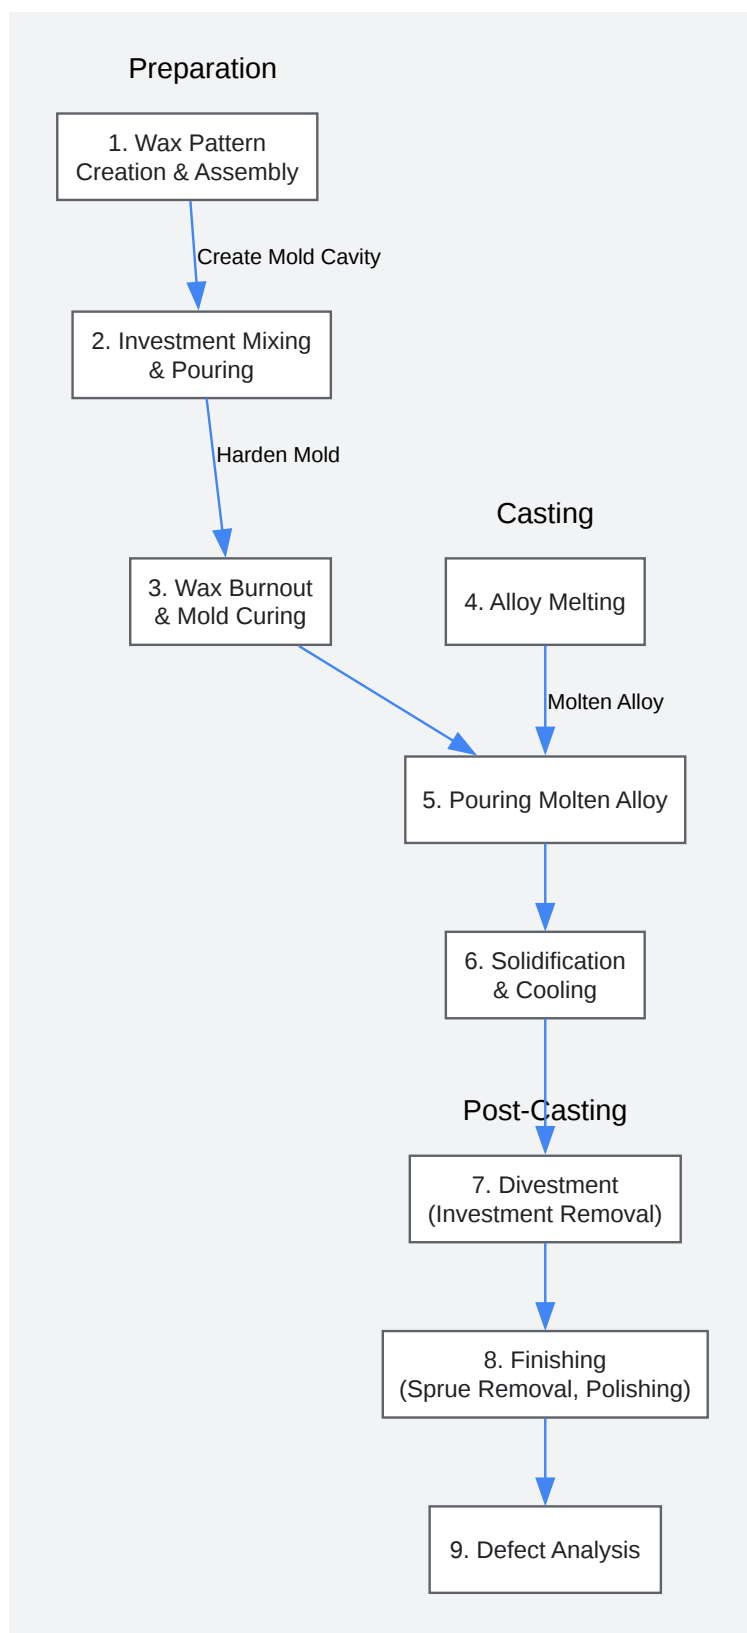 Preparation
1. Wax Pattern
Creation & Assembly
Create Mold Cavity
2. Investment Mixing
& Pouring
Harden Mold
3. Wax Burnout
& Mold Curing
Casting
4. Alloy Melting
Molten Alloy
5. Pouring Molten Alloy
6. Solidification
& Cooling
Post-Casting
7. Divestment
(Investment Removal)
8. Finishing
(Sprue Removal, Polishing)
9. Defect Analysis